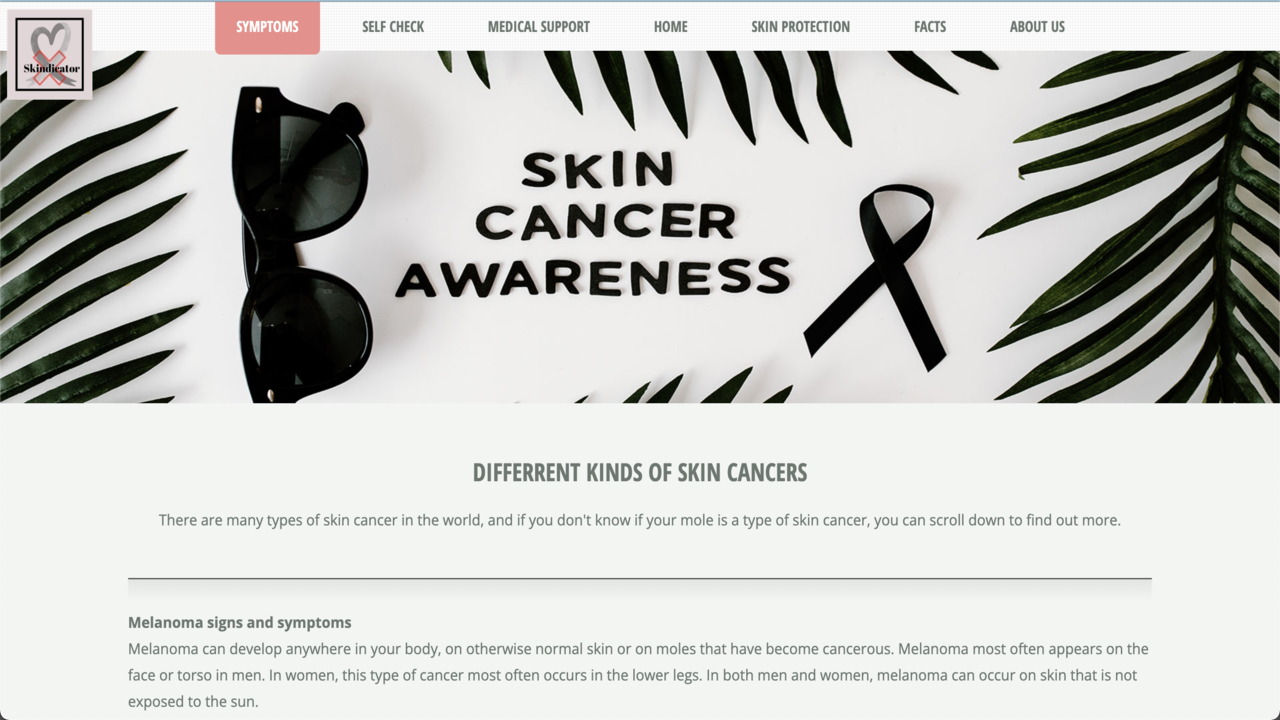 SYMPTOMS
SELF CHECK
MEDICAL SUPPORT
HOME
SKIN PROTECTION
FACTS
ABOUT US
Skindicator
SKIN
CANCER
AWARENESS
DIFFERRENT KINDS OF SKIN CANCERS
There are many types of skin cancer in the world, and if you don't know if your mole is a type of skin cancer, you can scroll down to find out more.
Melanoma signs and symptoms
Melanoma can develop anywhere in your body, on otherwise normal skin or on moles that have become cancerous. Melanoma most often appears on the
face or torso in men. In women, this type of cancer most often occurs in the lower legs. In both men and women, melanoma can occur on skin that is not
exposed to the sun.